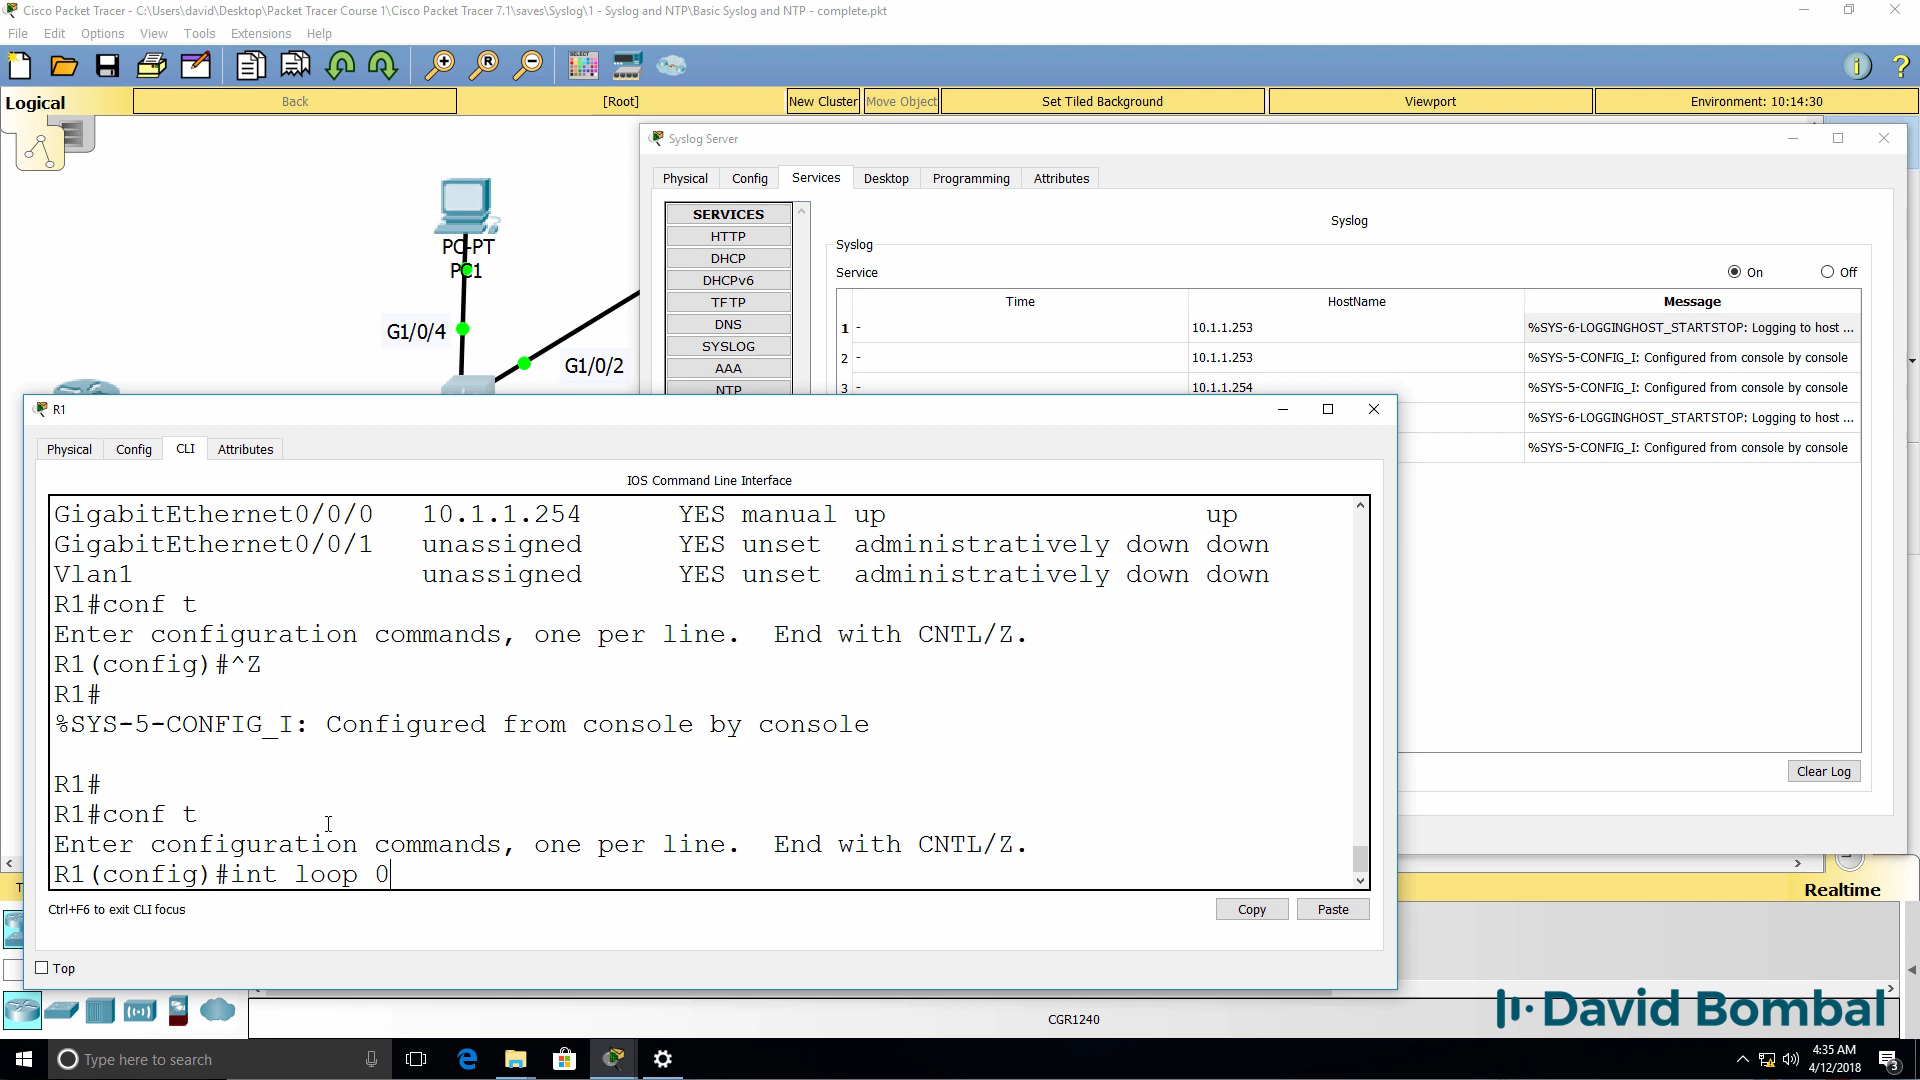 Cisco Packet Tracer - C:\Users\david\Desktop\Packet Tracer Course 1\Cisco Packet Tracer 7.1\saves\Syslog\1 - Syslog and NTP\Basic Syslog and NTP - complete.pkt
File Edit Options View Tools Extensions Help
Logical Back [Root] New Cluster Move Object Set Tiled Background Viewport Environment: 10:14:30
Syslog Server
Physical Config Services Desktop Programming Attributes
PC-PT
PC1
G1/0/4
G1/0/2
SERVICES
HTTP
DHCP
DHCPv6
TFTP
DNS
SYSLOG
AAA
NTP
Syslog
Syslog
Service On Off
Time HostName Message
1 - 10.1.1.253 %SYS-6-LOGGINGHOST_STARTSTOP: Logging to host ...
2 - 10.1.1.253 %SYS-5-CONFIG_I: Configured from console by console
3 - 10.1.1.254 %SYS-5-CONFIG_I: Configured from console by console
%SYS-6-LOGGINGHOST_STARTSTOP: Logging to host ...
%SYS-5-CONFIG_I: Configured from console by console
Clear Log
R1
Physical Config CLI Attributes
IOS Command Line Interface
GigabitEthernet0/0/0 10.1.1.254 YES manual up up
GigabitEthernet0/0/1 unassigned YES unset administratively down down
Vlan1 unassigned YES unset administratively down down
R1#conf t
Enter configuration commands, one per line. End with CNTL/Z.
R1(config)#^Z
R1#
%SYS-5-CONFIG_I: Configured from console by console
R1#
R1#conf t
Enter configuration commands, one per line. End with CNTL/Z.
R1(config)#int loop 0
Ctrl+F6 to exit CLI focus Copy Paste
Top
Realtime
CGR1240
David Bombal
Type here to search
4:35 AM
4/12/2018
3